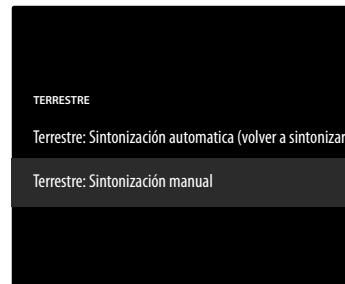 TERRESTRE
Terrestre: Sintonización automatica (volver a sintonizar
Terrestre: Sintonización manual